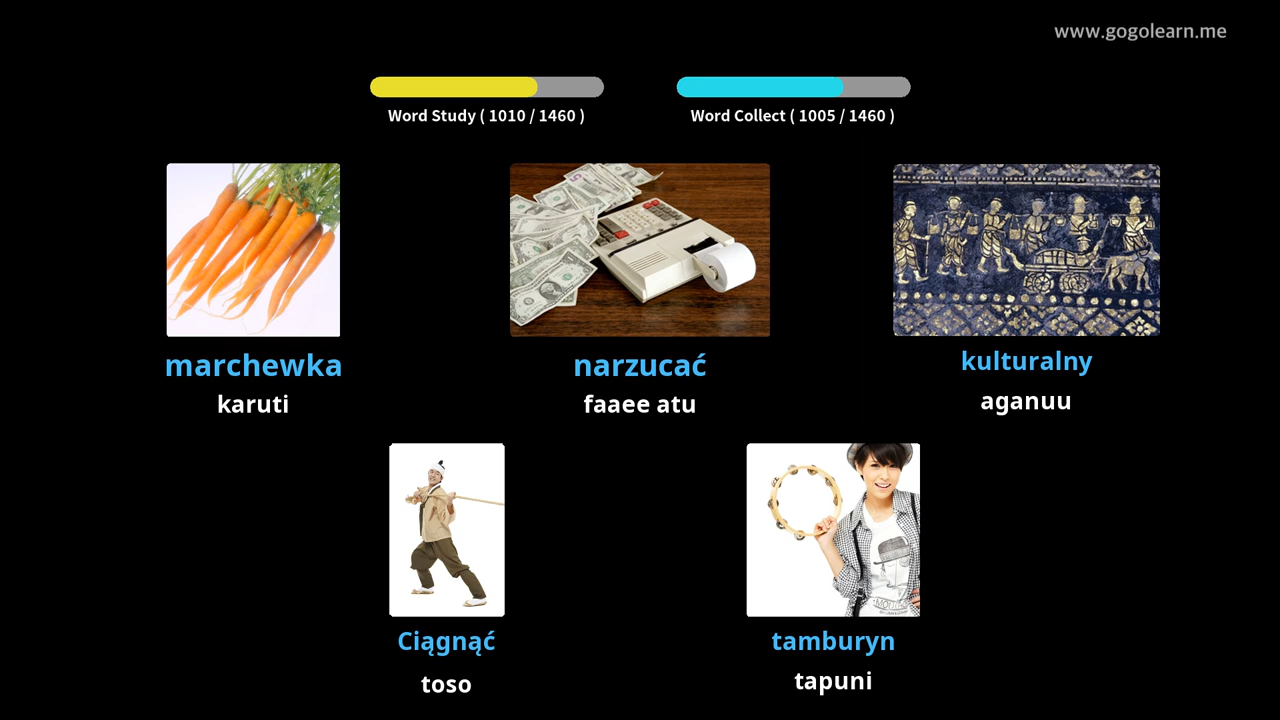 www.gogolearn.me
Word Study ( 1010 / 1460 )
Word Collect ( 1005 / 1460 )
marchewka
karuti
narzucać
faaee atu
kulturalny
aganuu
Ciągnąć
toso
tamburyn
tapuni